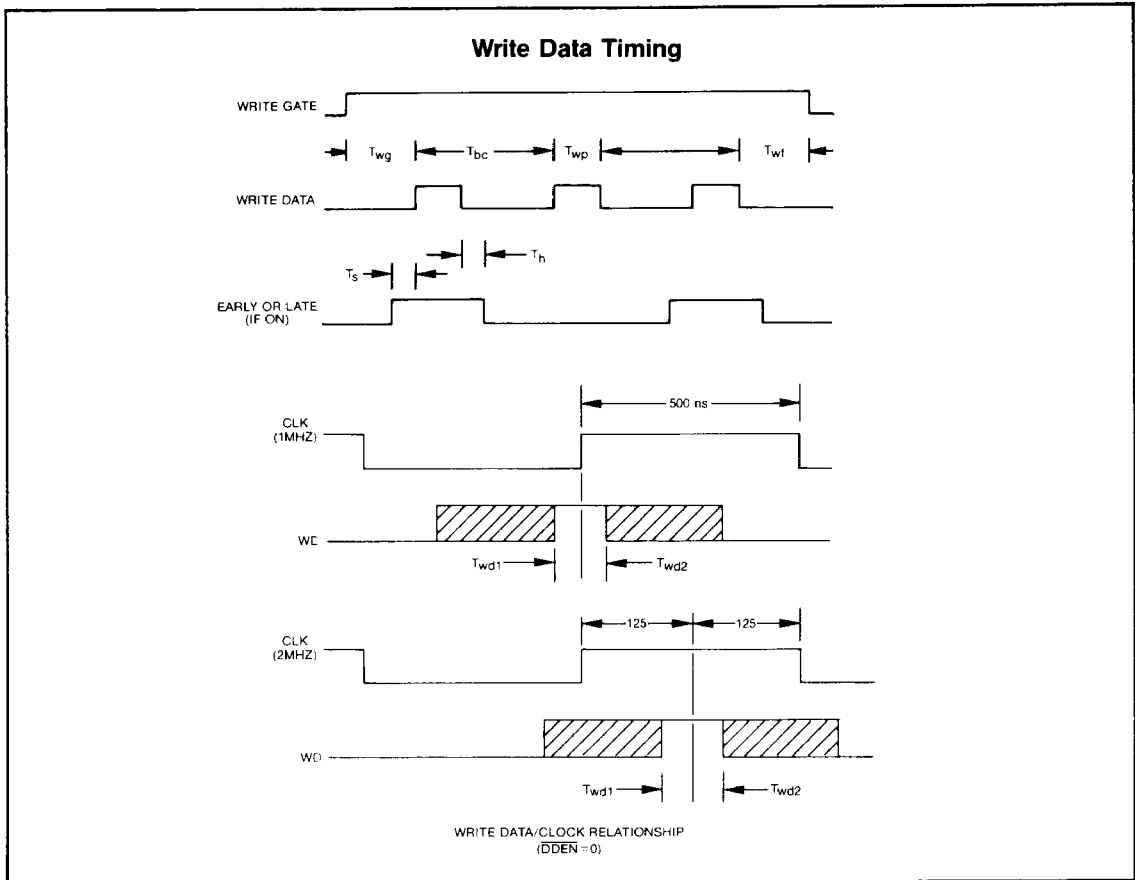 Write Data Timing
WRITE GATE
Twg
Tbc
Twp
Twf
WRITE DATA
Th
Ts
EARLY OR LATE
(IF ON)
500 ns
CLK
(1MHZ)
WD
Twd1
Twd2
125
125
CLK
(2MHZ)
WD
Twd1
Twd2
WRITE DATA/CLOCK RELATIONSHIP
(D̅D̅E̅N̅=0)